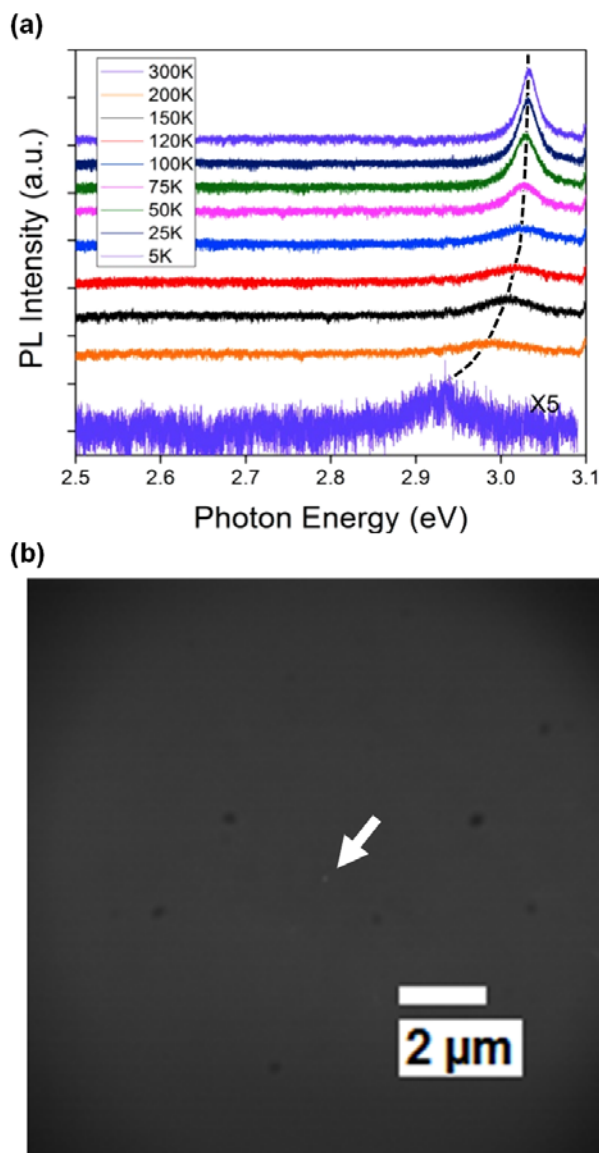 (a)
PL Intensity (a.u.)
300K
200K
150K
120K
100K
75K
50K
25K
5K
X5
2.5 2.6 2.7 2.8 2.9 3.0 3.1
Photon Energy (eV)
(b)
2 µm